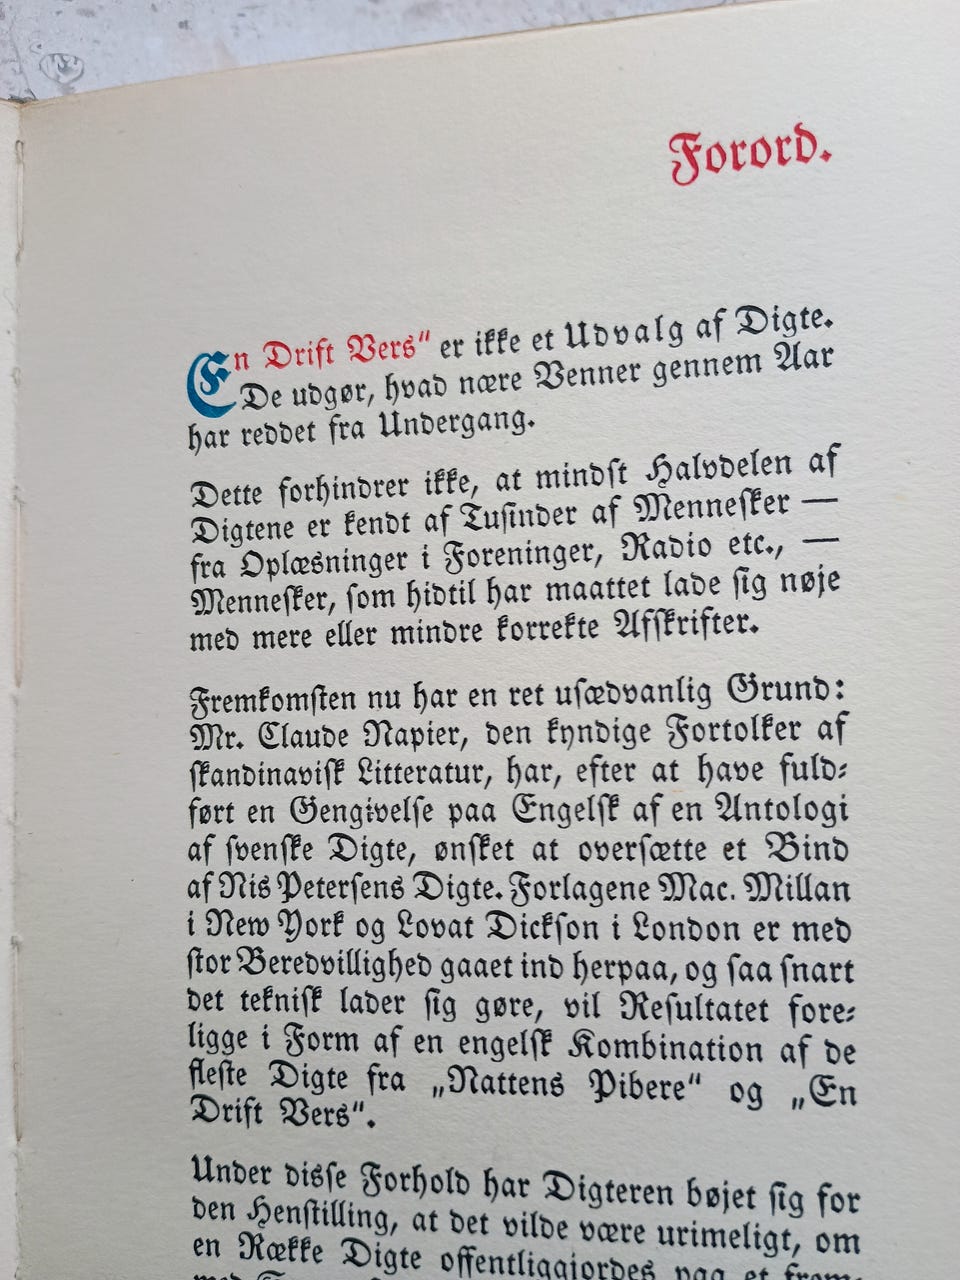 Forord.
En Drift Vers“ er ikke et Udvalg af Digte.
De udgør, hvad nære Venner gennem Aar
har reddet fra Undergang.
Dette forhindrer ikke, at mindst Halvdelen af
Digtene er kendt af Tusinder af Mennesker —
fra Oplæsninger i Foreninger, Radio etc., —
Mennesker, som hidtil har maattet lade sig nøje
med mere eller mindre korrekte Afskrifter.
Fremkomsten nu har en ret usædvanlig Grund:
Mr. Claude Napier, den kyndige Fortolker af
skandinavisk Litteratur, har, efter at have fuld-
ført en Gengivelse paa Engelsk af en Antologi
af svenske Digte, ønsket at oversætte et Bind
af Nis Petersens Digte. Forlagene Mac. Millan
i New York og Lovat Dickson i London er med
stor Beredvillighed gaaet ind herpaa, og saa snart
det teknisk lader sig gøre, vil Resultatet fore-
ligge i Form af en engelsk Kombination af de
fleste Digte fra „Nattens Pibere“ og „En
Drift Vers“.
Under disse Forhold har Digteren bøjet sig for
den Henstilling, at det vilde være urimeligt, om
en Række Digte offentliggjordes paa et frem-
med